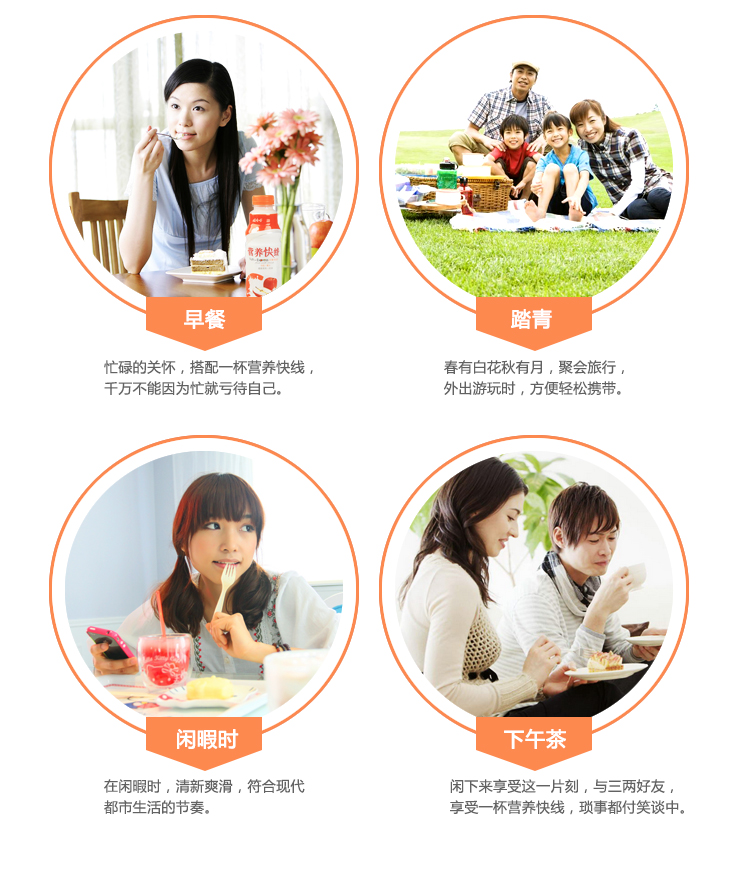 营养快线
早餐
忙碌的关怀，搭配一杯营养快线，
千万不能因为忙就亏待自己。
踏青
春有白花秋有月，聚会旅行，
外出游玩时，方便轻松携带。
闲暇时
在闲暇时，清新爽滑，符合现代
都市生活的节奏。
下午茶
闲下来享受这一片刻，与三两好友，
享受一杯营养快线，琐事都付笑谈中。